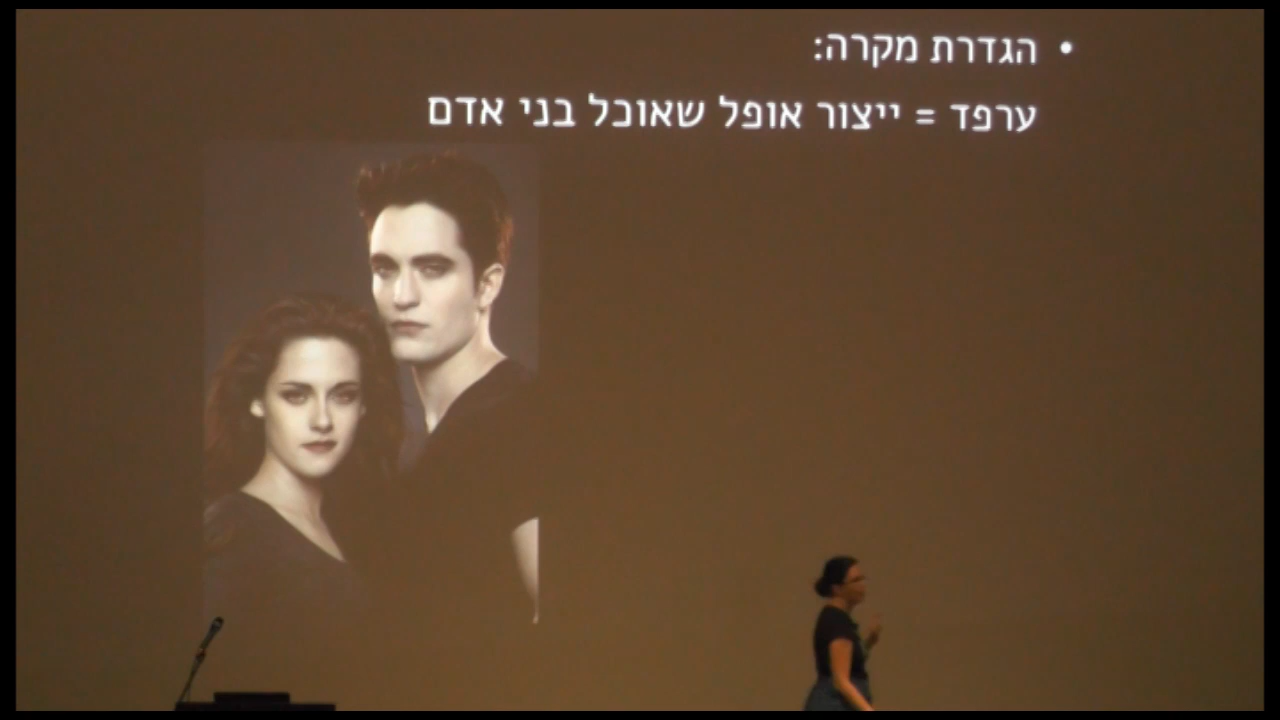 • הגדרת מקרה:
ערפד = ייצור אופל שאוכל בני אדם